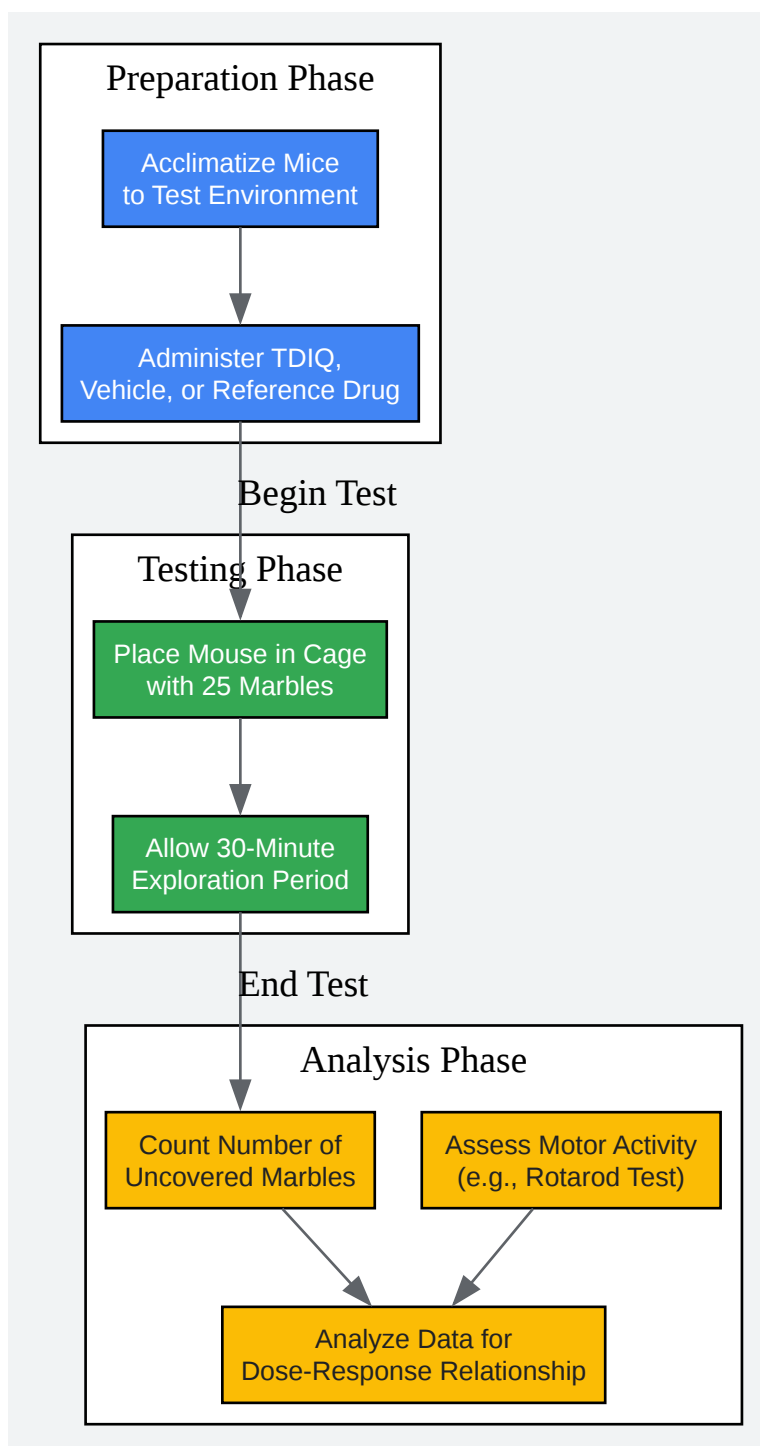 Preparation Phase
Acclimatize Mice
to Test Environment
Administer TDIQ,
Vehicle, or Reference Drug
Begin Test
Testing Phase
Place Mouse in Cage
with 25 Marbles
Allow 30-Minute
Exploration Period
End Test
Analysis Phase
Count Number of
Uncovered Marbles
Assess Motor Activity
(e.g., Rotarod Test)
Analyze Data for
Dose-Response Relationship